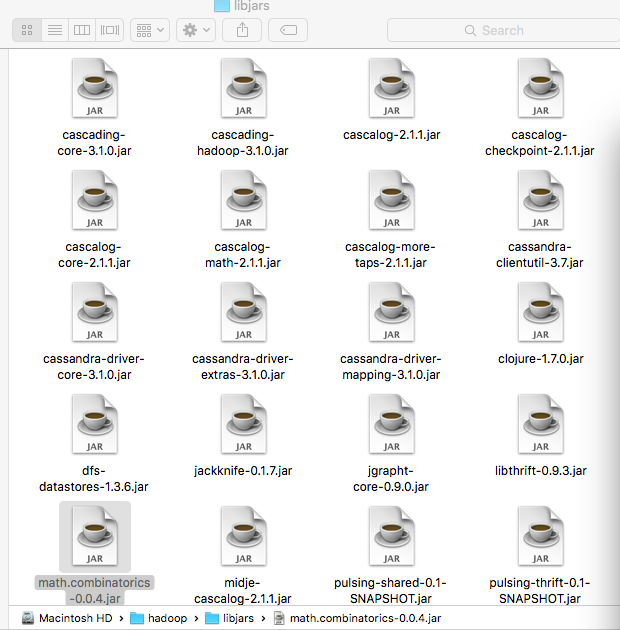 libjars
Search
JAR JAR JAR JAR
cascading- cascading- cascalog-2.1.1.jar cascalog-
core-3.1.0.jar hadoop-3.1.0.jar checkpoint-2.1.1.jar
JAR JAR JAR JAR
cascalog- cascalog- cascalog-more- cassandra-
core-2.1.1.jar math-2.1.1.jar taps-2.1.1.jar clientutil-3.7.jar
JAR JAR JAR JAR
cassandra-driver- cassandra-driver- cassandra-driver- clojure-1.7.0.jar
core-3.1.0.jar extras-3.1.0.jar mapping-3.1.0.jar
JAR JAR JAR JAR
dfs- jackknife-0.1.7.jar jgrapht- libthrift-0.9.3.jar
datastores-1.3.6.jar core-0.9.0.jar
JAR JAR JAR JAR
math.combinatorics midje- pulsing-shared-0.1- pulsing-thrift-0.1-
-0.0.4.jar cascalog-2.1.1.jar SNAPSHOT.jar SNAPSHOT.jar
Macintosh HD › hadoop › libjars › math.combinatorics-0.0.4.jar